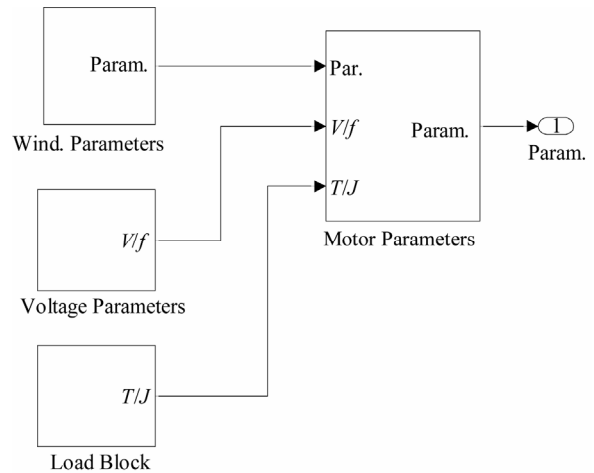 Param.
Wind. Parameters
V/f
Voltage Parameters
T/J
Load Block
Par.
V/f
T/J
Param.
Motor Parameters
1
Param.